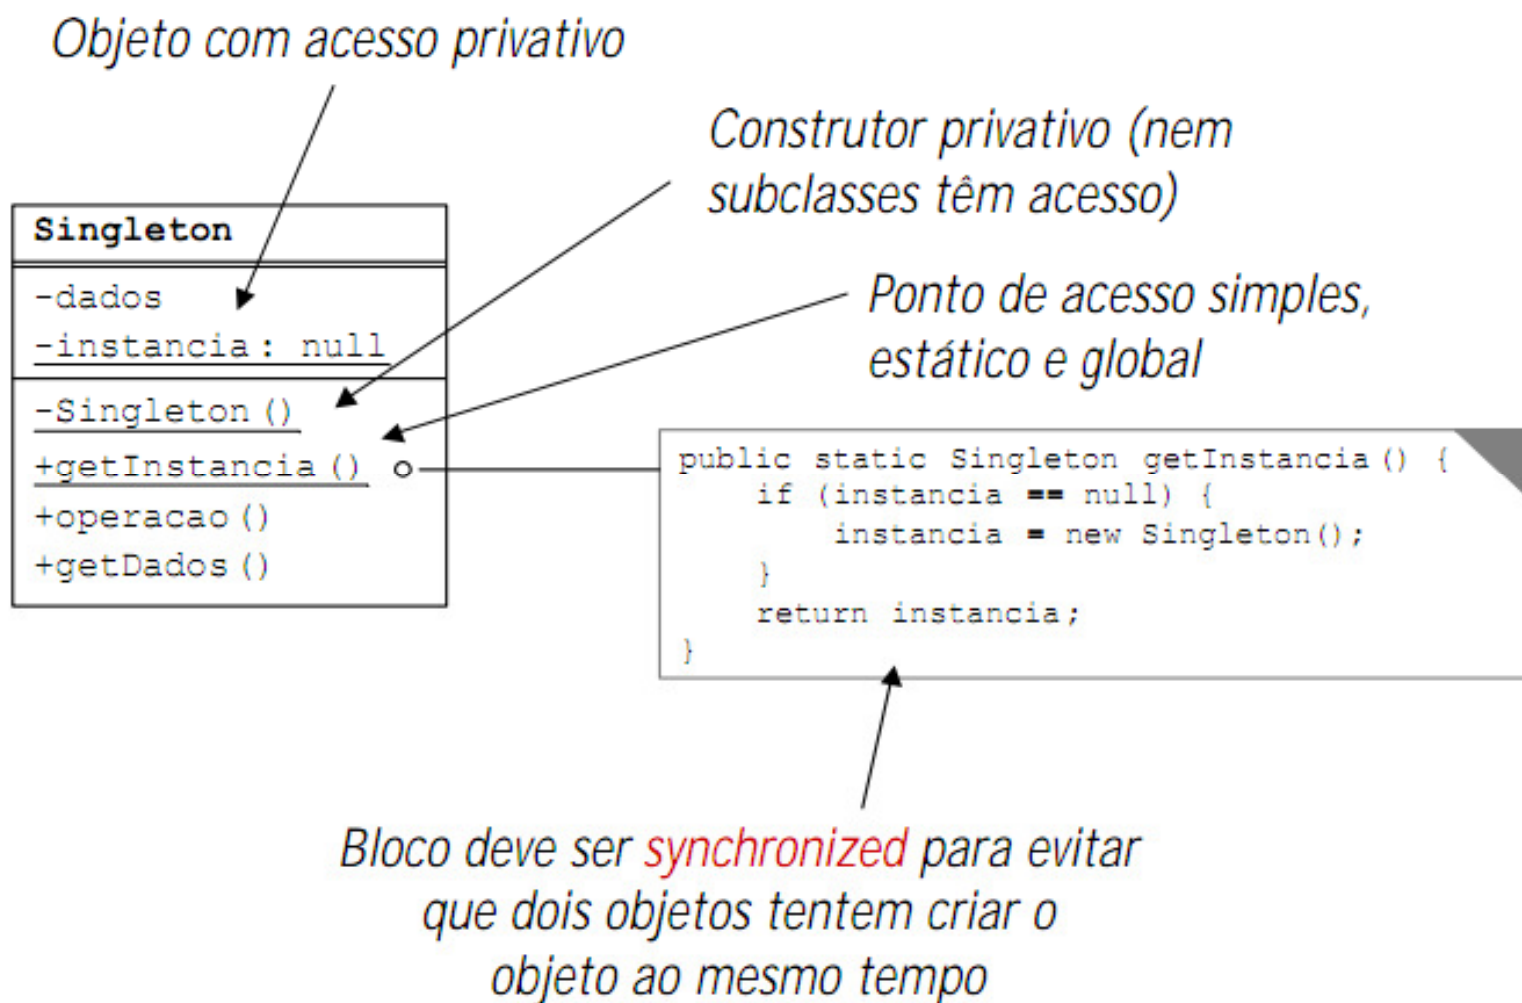 Objeto com acesso privativo
Construtor privativo (nem
subclasses têm acesso)
Singleton
-dados
-instancia: null
Ponto de acesso simples,
estático e global
-Singleton()
+getInstancia()
+operacao()
+getDados()
public static Singleton getInstancia() {
if (instancia == null) {
instancia = new Singleton();
}
return instancia;
}
Bloco deve ser synchronized para evitar
que dois objetos tentem criar o
objeto ao mesmo tempo